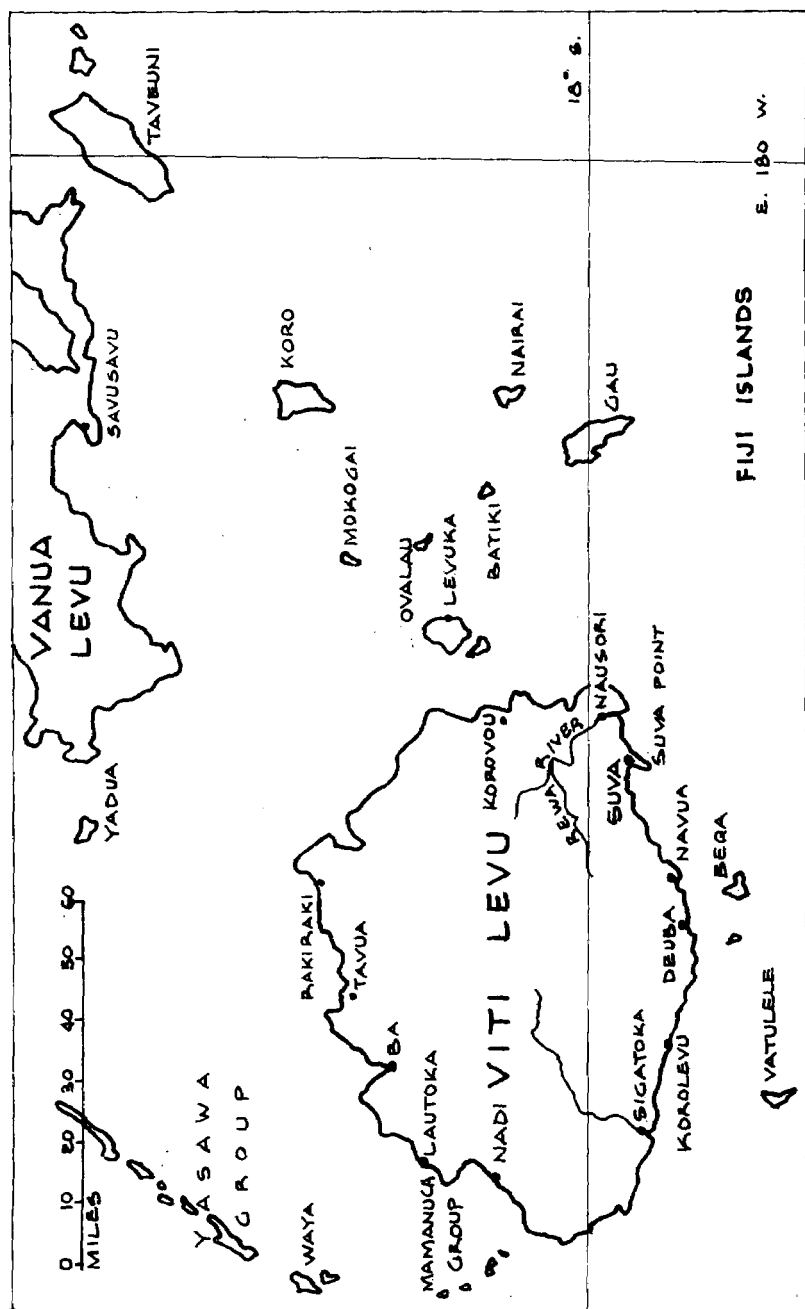 VANUA
LEVU
TAVEUNI
SAVUSAVU
YADUA
0 10 20 30 40 50 60
MILES
YASAWA
GROUP
WAYA
KORO
MOKOGAI
OVALAU
LEVUKA
BATIKI
NAIRAI
GAU
RAKIRAKI
TAVUA
BA
LAUTOKA
MAMANUCA
GROUP
NADI
VITI LEVU
KOROVOU
REWA RIVER
NAUSORI
SUVA
SUVA POINT
NAVUA
DEUBA
BEQA
SIGATOKA
KOROLEVU
VATULELE
18° S.
E. 180 W.
FIJI ISLANDS